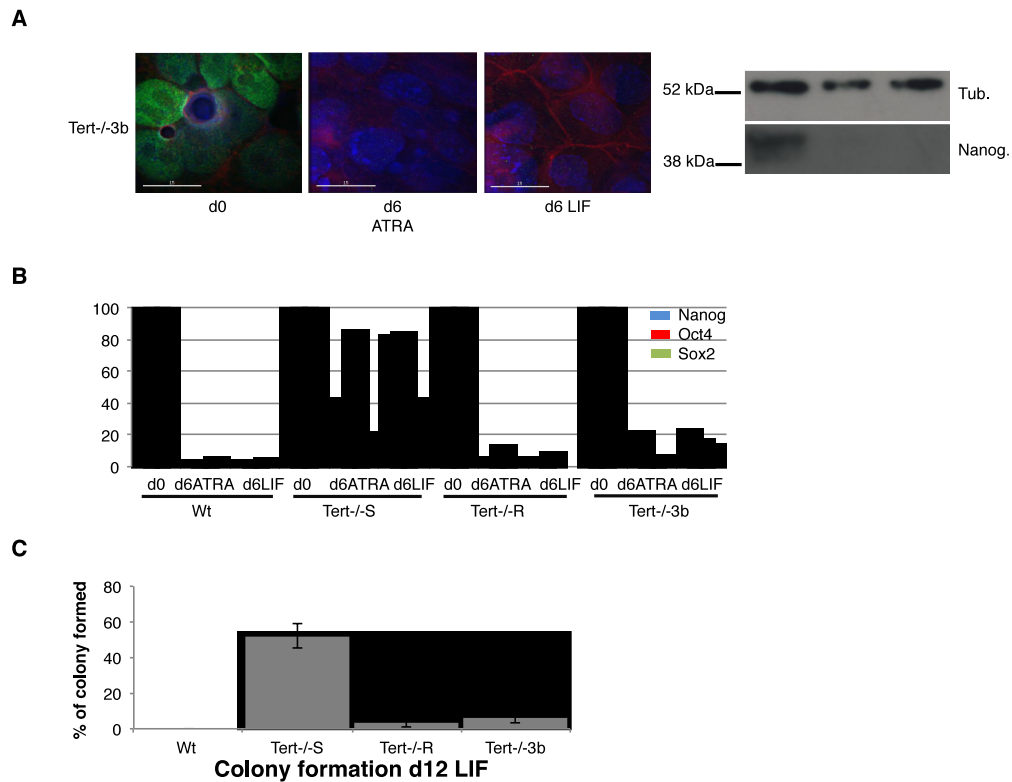 A
Tert-/-3b
d0
d6
ATRA
d6 LIF
52 kDa
38 kDa
Tub.
Nanog.
B
100
80
60
40
20
0
Nanog
Oct4
Sox2
d0 d6ATRA d6LIF d0 d6ATRA d6LIF d0 d6ATRA d6LIF d0 d6ATRA d6LIF
Wt Tert-/-S Tert-/-R Tert-/-3b
C
% of colony formed
80
60
40
20
0
Wt Tert-/-S Tert-/-R Tert-/-3b
Colony formation d12 LIF